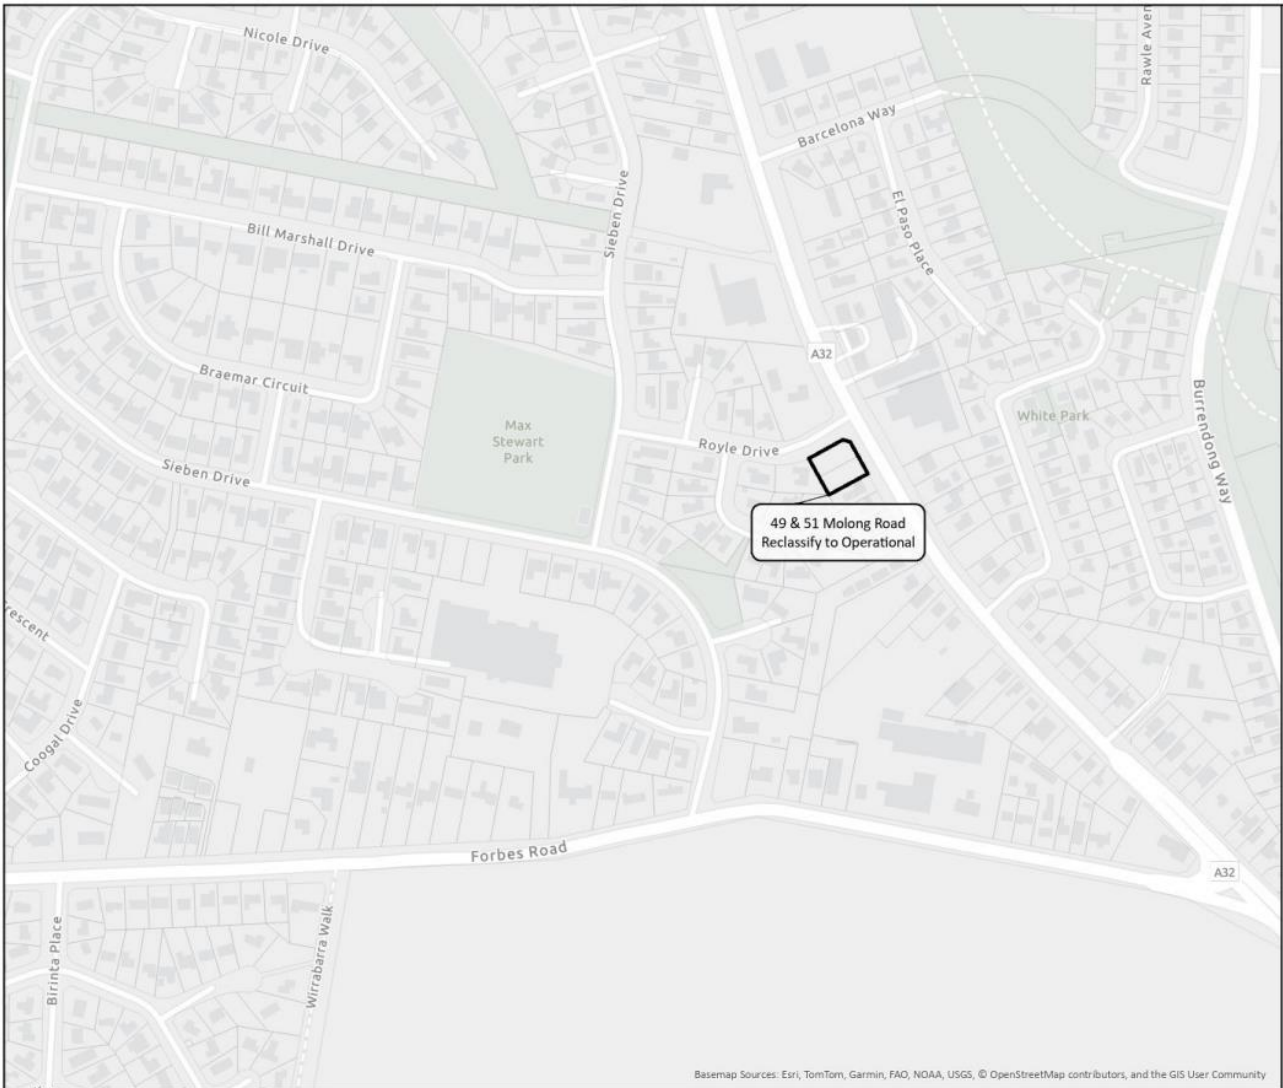 Nicole Drive
Rawle Aven
Barcelona Way
Sieben Drive
El Paso Place
Bill Marshall Drive
A32
Braemar Circuit
Burrendong Way
White Park
Max
Stewart
Park
Royle Drive
Sieben Drive
49 & 51 Molong Road
Reclassify to Operational
rescent
Coogal Drive
Forbes Road
A32
Birinta Place
Wirrabarra Walk
Basemap Sources: Esri, TomTom, Garmin, FAO, NOAA, USGS, © OpenStreetMap contributors, and the GIS User Community